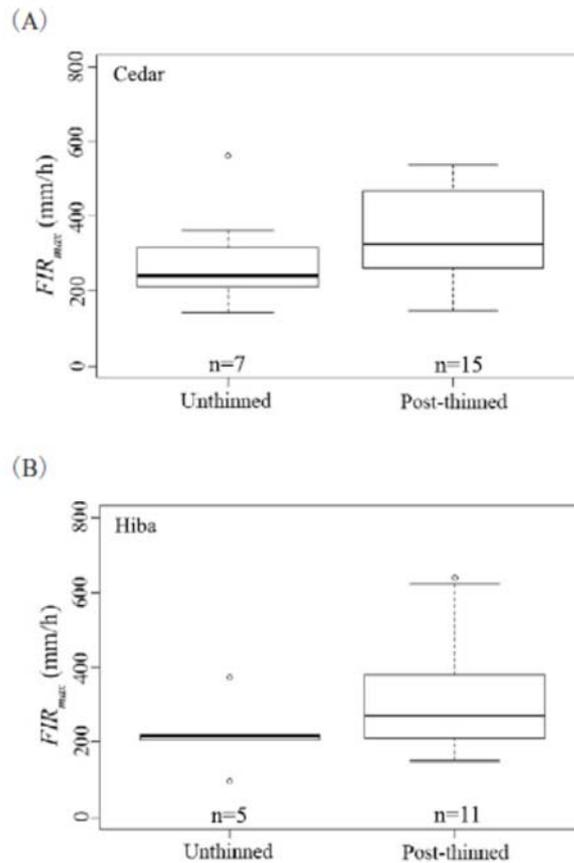 (A)
Cedar
FIRmax (mm/h)
800
600
400
200
0
n=7
n=15
Unthinned
Post-thinned
(B)
Hiba
FIRmax (mm/h)
800
600
400
200
0
n=5
n=11
Unthinned
Post-thinned